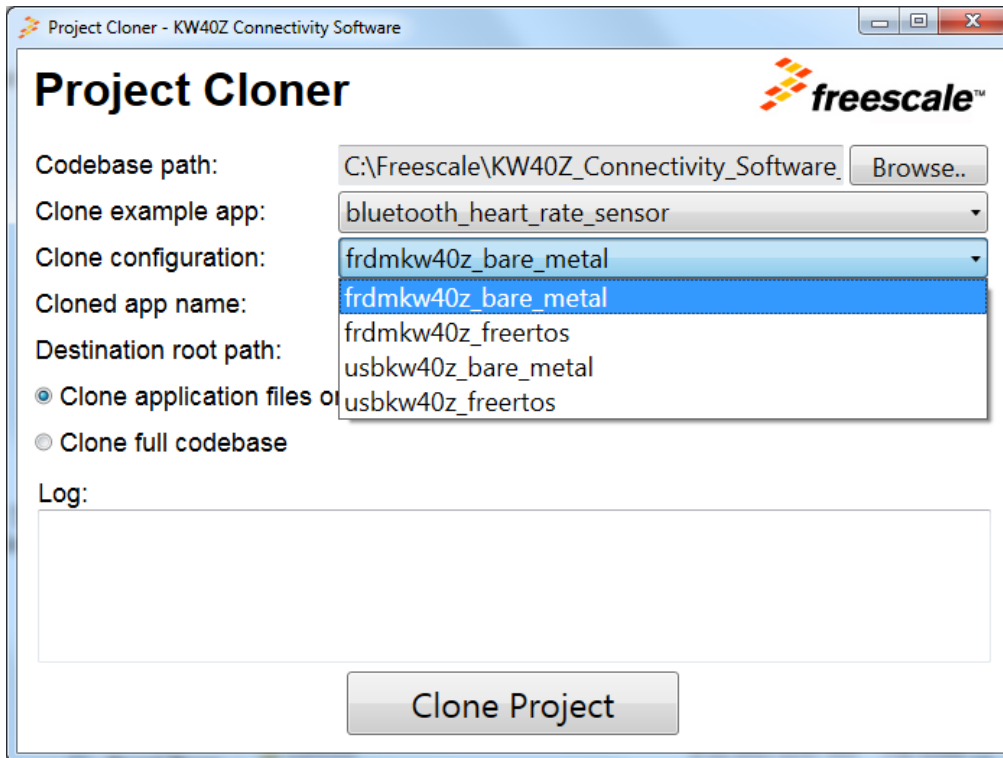 Project Cloner - KW40Z Connectivity Software
Project Cloner
freescale™
Codebase path:
C:\Freescale\KW40Z_Connectivity_Software_
Browse..
Clone example app:
bluetooth_heart_rate_sensor
Clone configuration:
frdmkw40z_bare_metal
Cloned app name:
frdmkw40z_bare_metal
frdmkw40z_freertos
Destination root path:
usbkw40z_bare_metal
Clone application files
usbkw40z_freertos
Clone full codebase
Log:
Clone Project